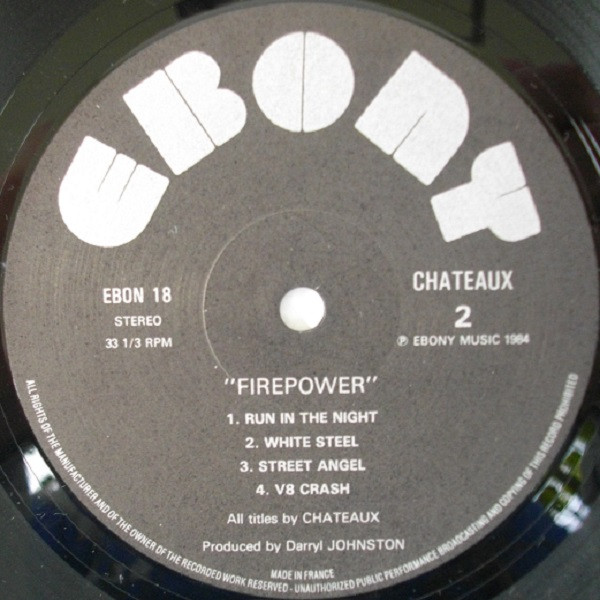 EBONY
EBON 18
STEREO
33 1/3 RPM
CHATEAUX
2
℗ EBONY MUSIC 1984
"FIREPOWER"
1. RUN IN THE NIGHT
2. WHITE STEEL
3. STREET ANGEL
4. V8 CRASH
All titles by CHATEAUX
Produced by Darryl JOHNSTON
MADE IN FRANCE
ALL RIGHTS OF THE MANUFACTURER AND OF THE OWNER OF THE RECORDED WORK RESERVED - UNAUTHORIZED PUBLIC PERFORMANCE BROADCASTING AND COPYING OF THIS RECORD PROHIBITED